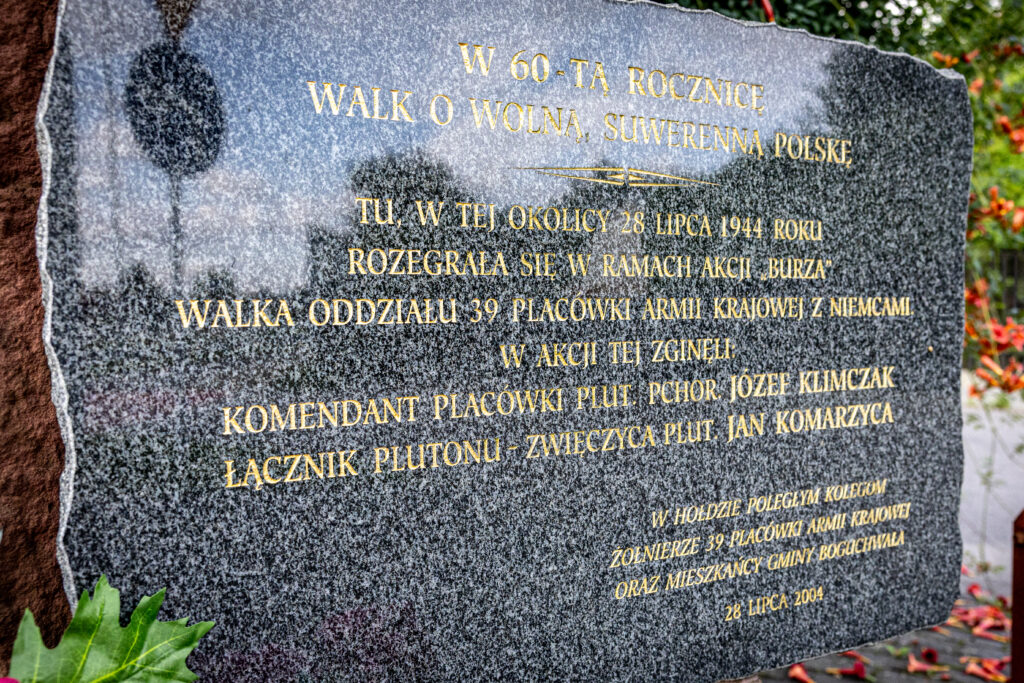 W 60-TĄ ROCZNICĘ
WALK O WOLNĄ, SUWERENNĄ POLSKĘ
TU, W TEJ OKOLICY 28 LIPCA 1944 ROKU
ROZEGRAŁA SIĘ W RAMACH AKCJI „BURZA"
WALKA ODDZIAŁU 39 PLACÓWKI ARMII KRAJOWEJ Z NIEMCAMI.
W AKCJI TEJ ZGINĘLI:
KOMENDANT PLACÓWKI PLUT. PCHOR. JÓZEF KLIMCZAK
ŁĄCZNIK PLUTONU - ZWIĘCZYCA PLUT. JAN KOMARZYCA
W HOŁDZIE POLEGŁYM KOLEGOM
ŻOŁNIERZE 39 PLACÓWKI ARMII KRAJOWEJ
ORAZ MIESZKAŃCY GMINY BOGUCHWAŁA
28 LIPCA 2004